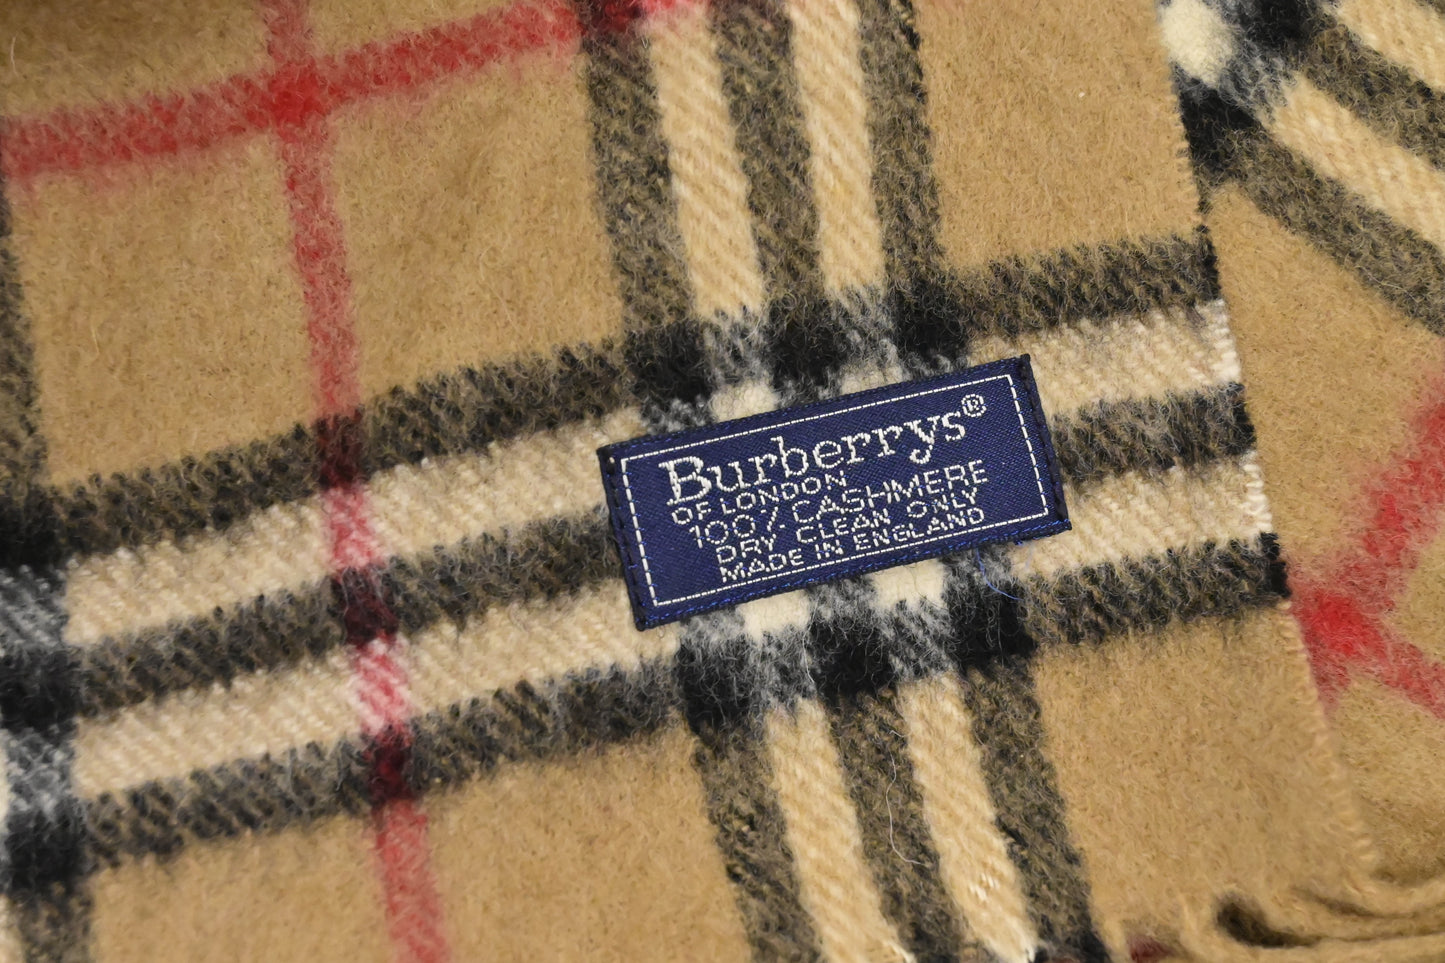 Burberrys®
OF LONDON
100% CASHMERE
DRY CLEAN ONLY
MADE IN ENGLAND